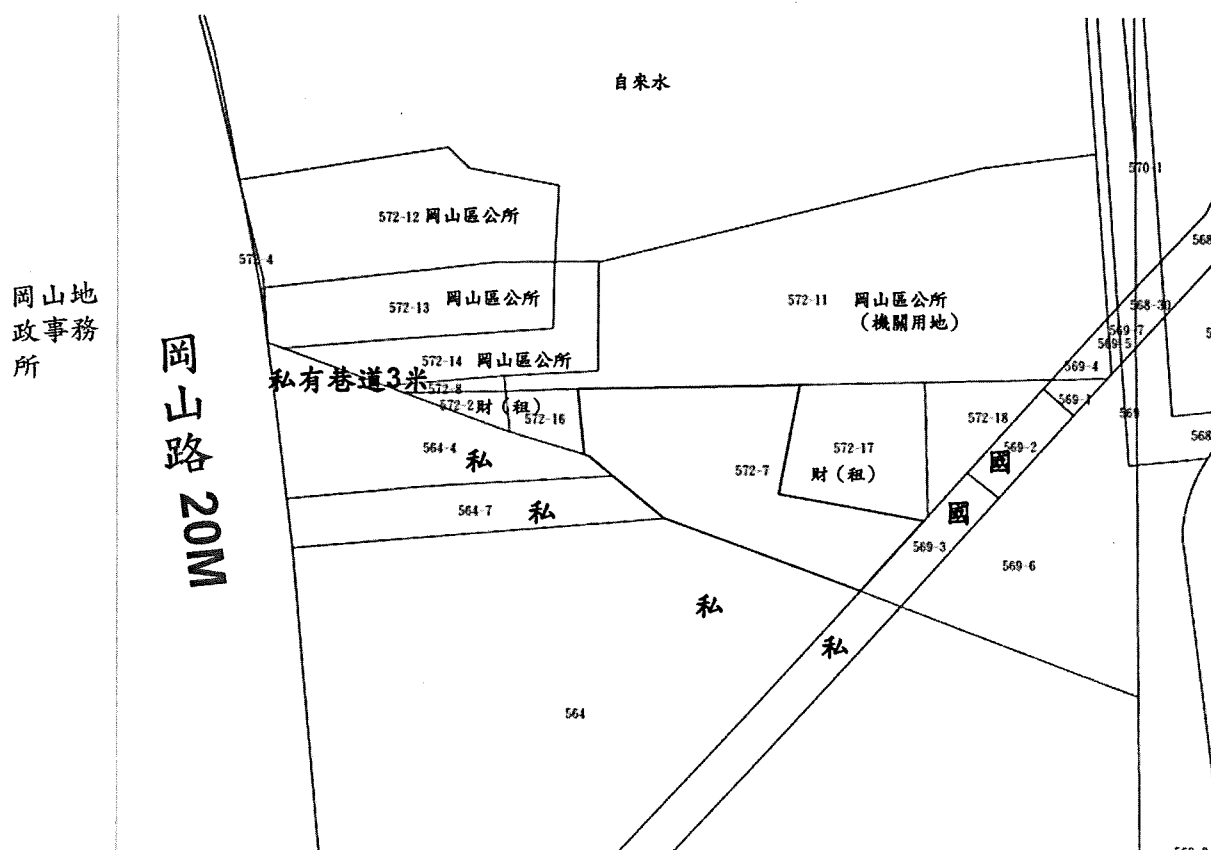 自來水
570-1
572-12 岡山區公所
568
572-4
岡山地
政事務
所
572-13 岡山區公所
572-11 岡山區公所
(機關用地)
568-30
569-7
569-5
岡山路 20M
572-14 岡山區公所
569-4
私有巷道3米
572-8
572-2 財(租)
572-16
569-1
569
572-18
568
564-4
私
572-7
572-17
財(租)
569-2
國
564-7
私
國
569-3
569-6
私
私
564